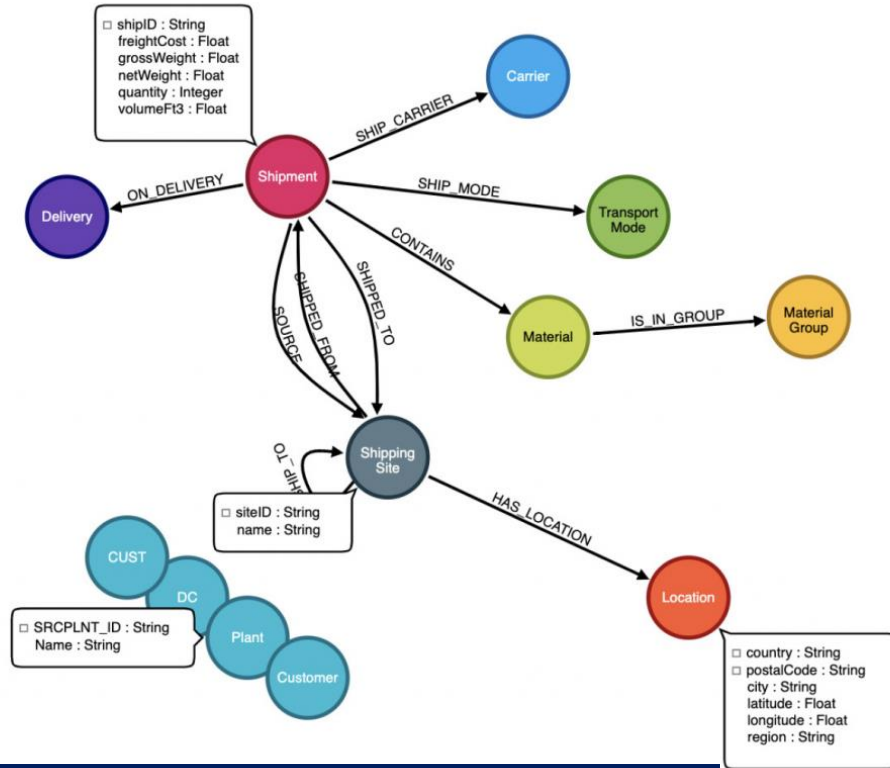 shipID : String
freightCost : Float
grossWeight : Float
netWeight : Float
quantity : Integer
volumeFt3 : Float
Carrier
SHIP_CARRIER
Shipment
ON_DELIVERY
SHIP_MODE
Delivery
Transport
Mode
CONTAINS
SHIPPED_TO
SHIPPED_FROM
SOURCE
Material
IS_IN_GROUP
Material
Group
Shipping
Site
SHIP_TO
siteID : String
name : String
HAS_LOCATION
CUST
DC
Location
SRCPLNT_ID : String
Name : String
Plant
Customer
country : String
postalCode : String
city : String
latitude : Float
longitude : Float
region : String